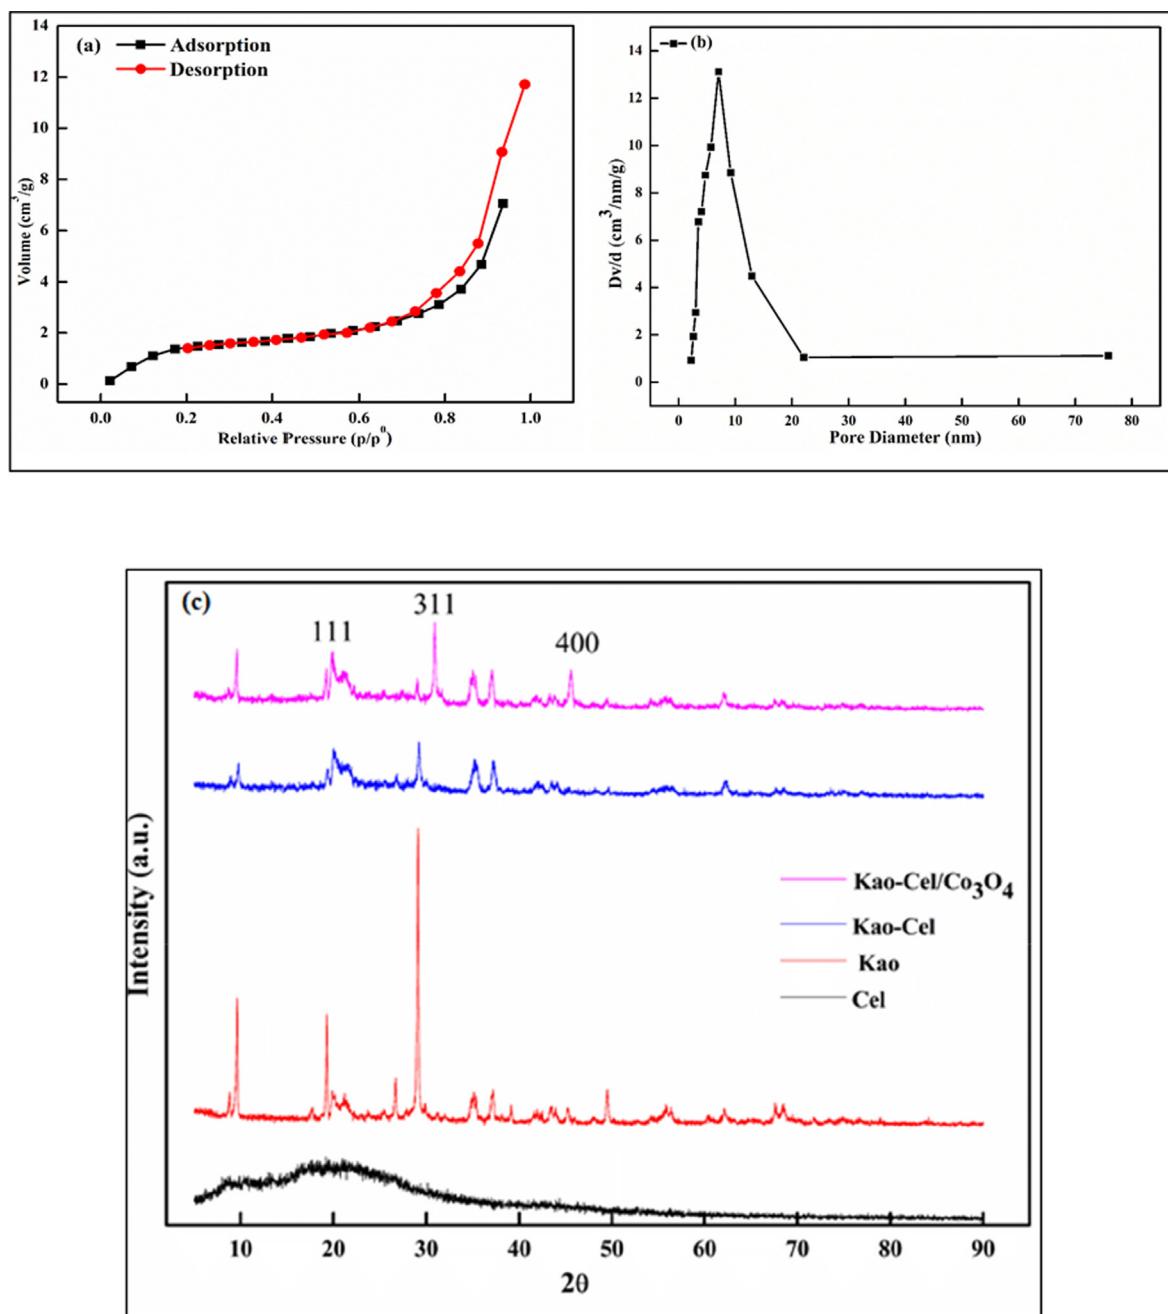 (a) Adsorption
Desorption
14
12
10
8
6
4
2
0
Volume (cm³/g)
0.0 0.2 0.4 0.6 0.8 1.0
Relative Pressure (p/p⁰)
(b)
14
12
10
8
6
4
2
0
Dv/d (cm³/nm/g)
0 10 20 30 40 50 60 70 80
Pore Diameter (nm)
(c)
111
311
400
Kao-Cel/Co₃O₄
Kao-Cel
Kao
Cel
Intensity (a.u.)
10 20 30 40 50 60 70 80 90
2θ